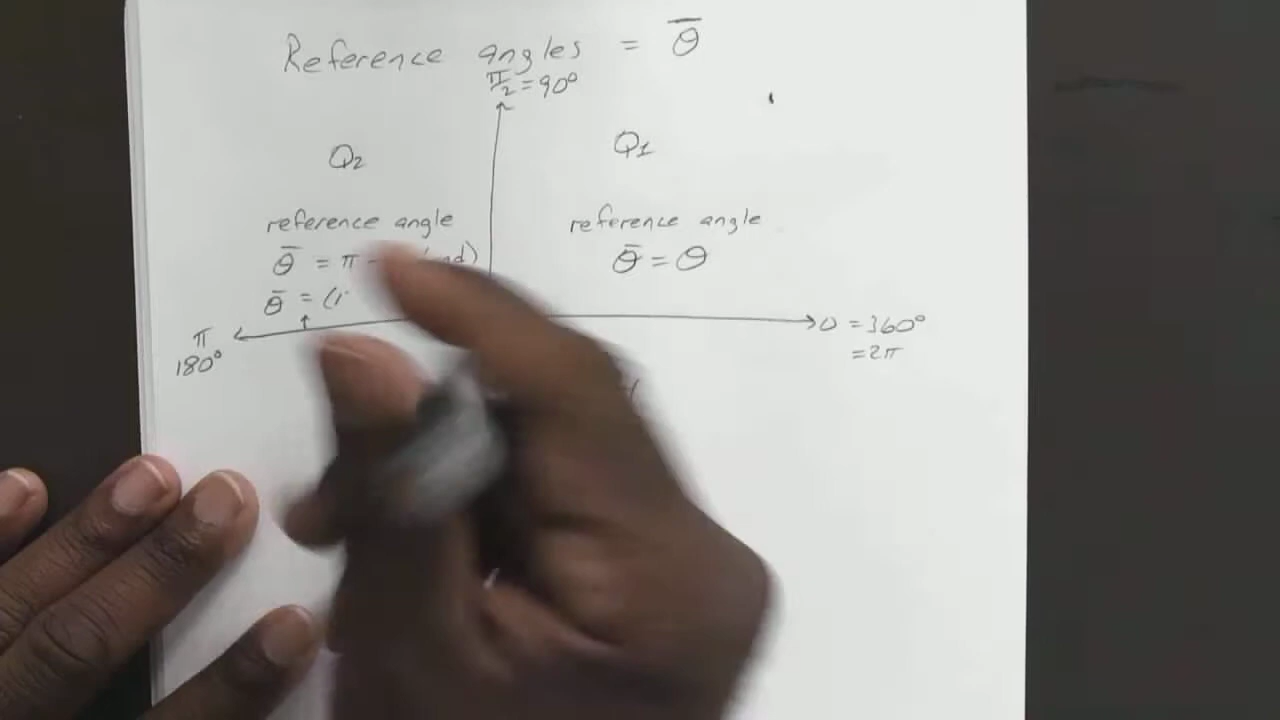 Reference angles = θ̄
π/2 = 90°
Q2
Q1
reference angle
reference angle
θ̄ = π
θ̄ = θ
θ̄ = (
π
180°
0 = 360°
= 2π